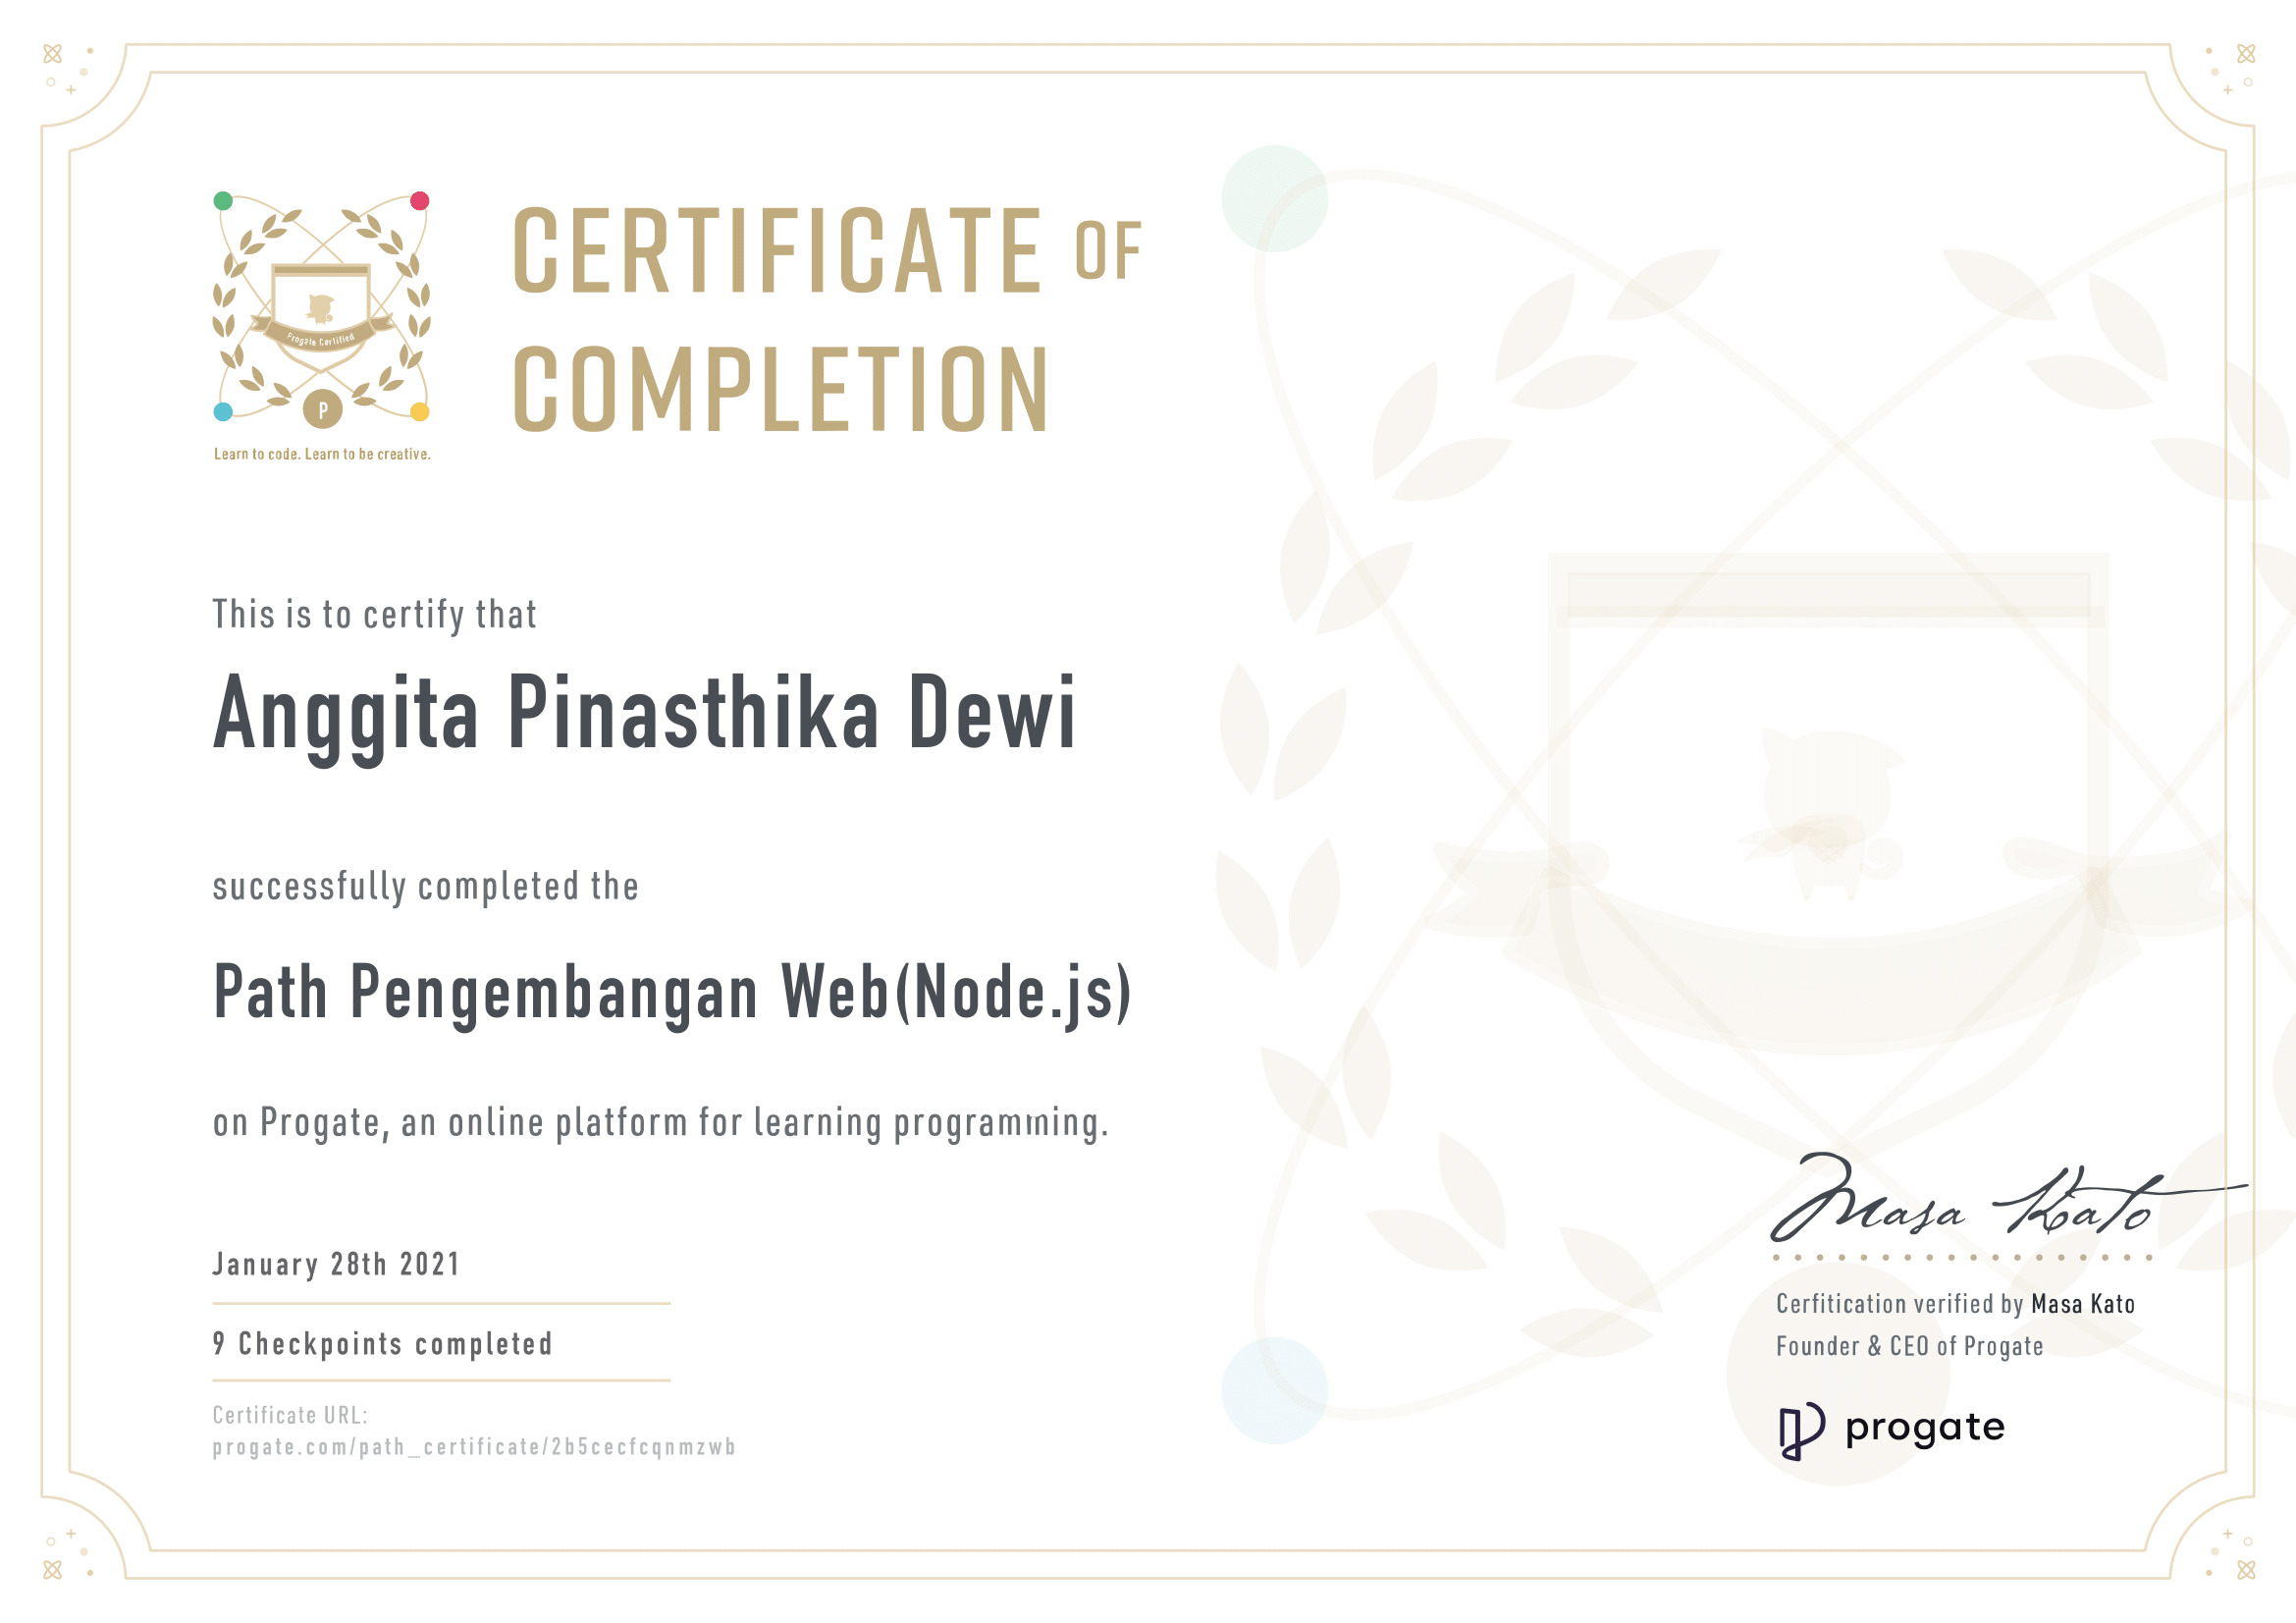 CERTIFICATE OF
COMPLETION
Progate Certified
P
Learn to code. Learn to be creative.
This is to certify that
Anggita Pinasthika Dewi
successfully completed the
Path Pengembangan Web(Node.js)
on Progate, an online platform for learning programming.
January 28th 2021
9 Checkpoints completed
Certificate URL:
progate.com/path_certificate/2b5cecfcqnmzwb
Masa Kato
Cerfitication verified by Masa Kato
Founder & CEO of Progate
progate